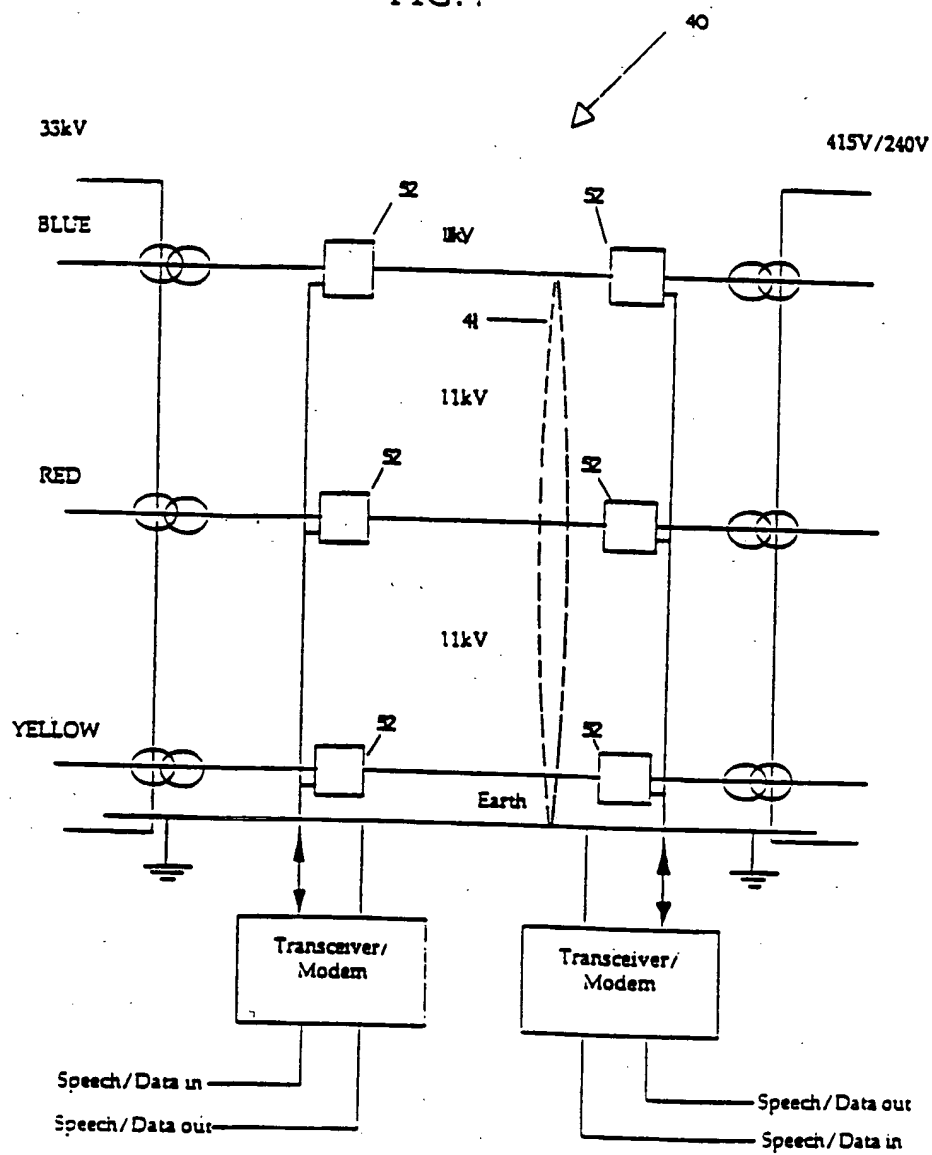 40
33kV
415V/240V
BLUE
52
52
11kV
41
11kV
RED
52
52
11kV
YELLOW
52
52
Earth
Transceiver/
Modem
Transceiver/
Modem
Speech/Data in
Speech/Data out
Speech/Data out
Speech/Data in